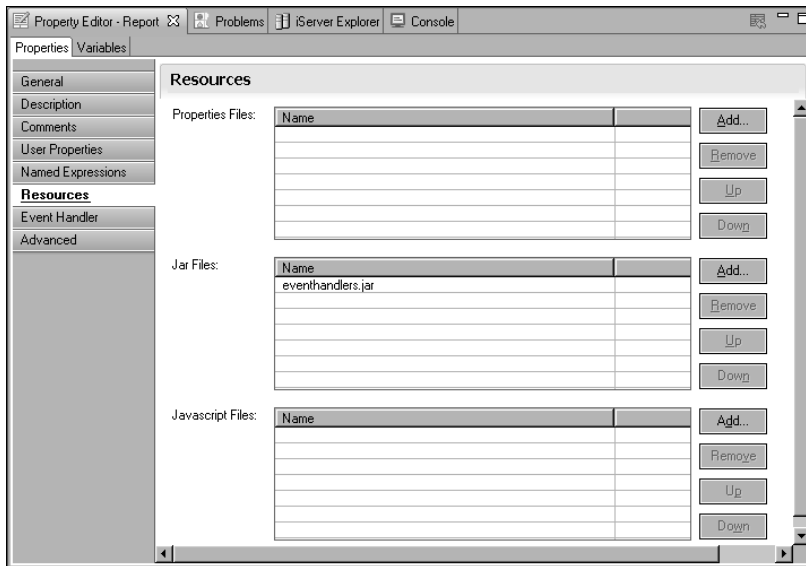 Property Editor - Report Problems iServer Explorer Console
Properties Variables
General
Description
Comments
User Properties
Named Expressions
Resources
Event Handler
Advanced
Resources
Properties Files:
Name
Add...
Remove
Up
Down
Jar Files:
Name
eventhandlers.jar
Add...
Remove
Up
Down
Javascript Files:
Name
Add...
Remove
Up
Down